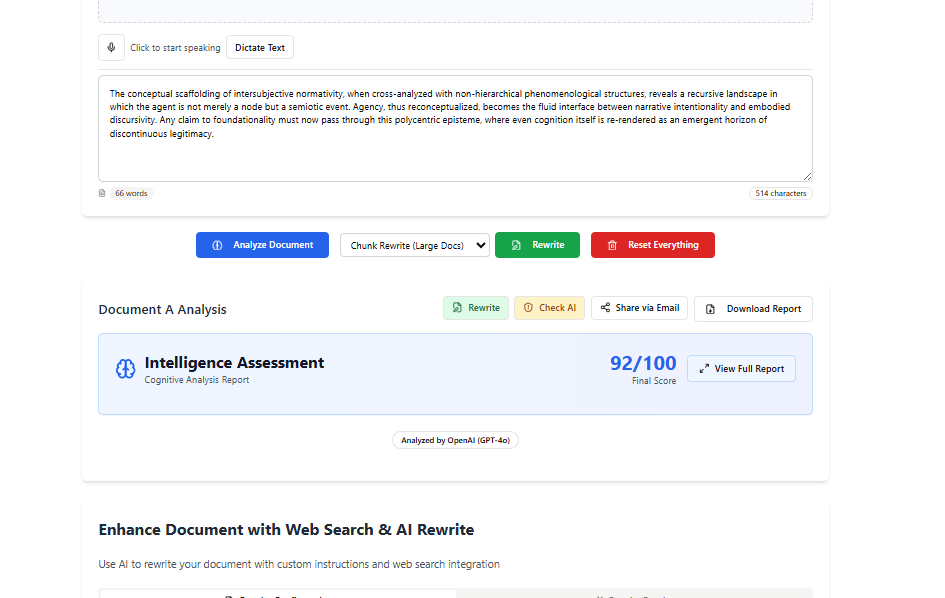 Click to start speaking
Dictate Text
The conceptual scaffolding of intersubjective normativity, when cross-analyzed with non-hierarchical phenomenological structures, reveals a recursive landscape in
which the agent is not merely a node but a semiotic event. Agency, thus reconceptualized, becomes the fluid interface between narrative intentionality and embodied
discursivity. Any claim to foundationality must now pass through this polycentric episteme, where even cognition itself is re-rendered as an emergent horizon of
discontinuous legitimacy.
66 words
514 characters
Analyze Document
Chunk Rewrite (Large Docs)
Rewrite
Reset Everything
Document A Analysis
Rewrite
Check AI
Share via Email
Download Report
Intelligence Assessment
Cognitive Analysis Report
92/100
Final Score
View Full Report
Analyzed by OpenAI (GPT-4o)
Enhance Document with Web Search & AI Rewrite
Use AI to rewrite your document with custom instructions and web search integration